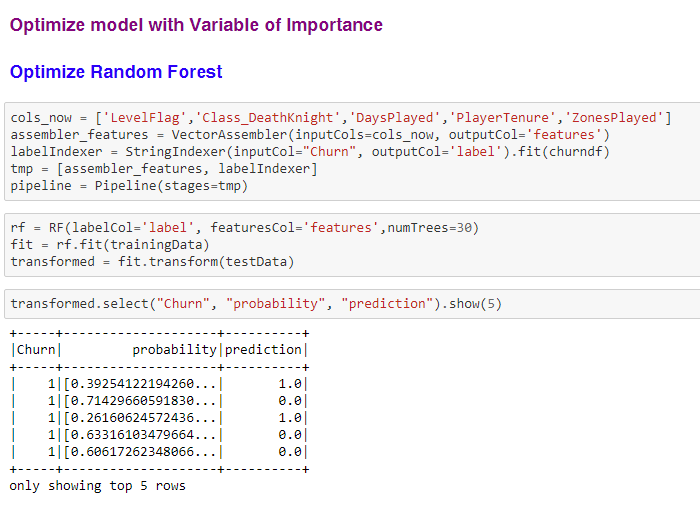 Optimize model with Variable of Importance
Optimize Random Forest
cols_now = ['LevelFlag','Class_DeathKnight','DaysPlayed','PlayerTenure','ZonesPlayed']
assembler_features = VectorAssembler(inputCols=cols_now, outputCol='features')
labelIndexer = StringIndexer(inputCol="Churn", outputCol='label').fit(churndf)
tmp = [assembler_features, labelIndexer]
pipeline = Pipeline(stages=tmp)
rf = RF(labelCol='label', featuresCol='features',numTrees=30)
fit = rf.fit(trainingData)
transformed = fit.transform(testData)
transformed.select("Churn", "probability", "prediction").show(5)
+-----+--------------------+----------+
|Churn|         probability|prediction|
+-----+--------------------+----------+
|    1|[0.39254122194260...|       1.0|
|    1|[0.71429660591830...|       0.0|
|    1|[0.26160624572436...|       1.0|
|    1|[0.63316103479664...|       0.0|
|    1|[0.60617262348066...|       0.0|
+-----+--------------------+----------+
only showing top 5 rows